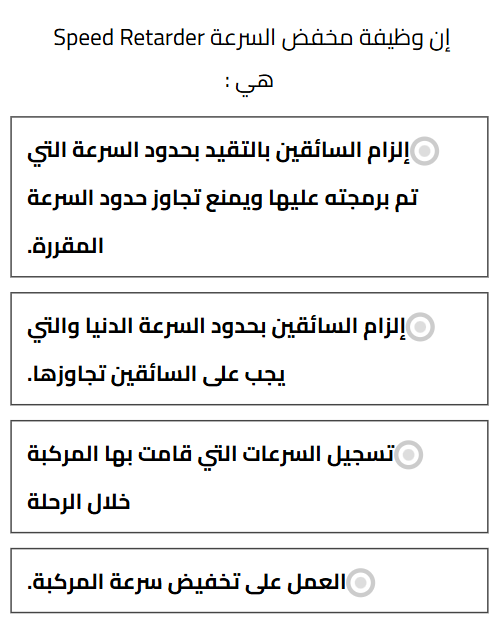 إن وظيفة مخفض السرعة Speed Retarder
هي :
إلزام السائقين بالتقيد بحدود السرعة التي
تم برمجته عليها ويمنع تجاوز حدود السرعة
المقررة.
إلزام السائقين بحدود السرعة الدنيا والتي
يجب على السائقين تجاوزها.
تسجيل السرعات التي قامت بها المركبة
خلال الرحلة
العمل على تخفيض سرعة المركبة.